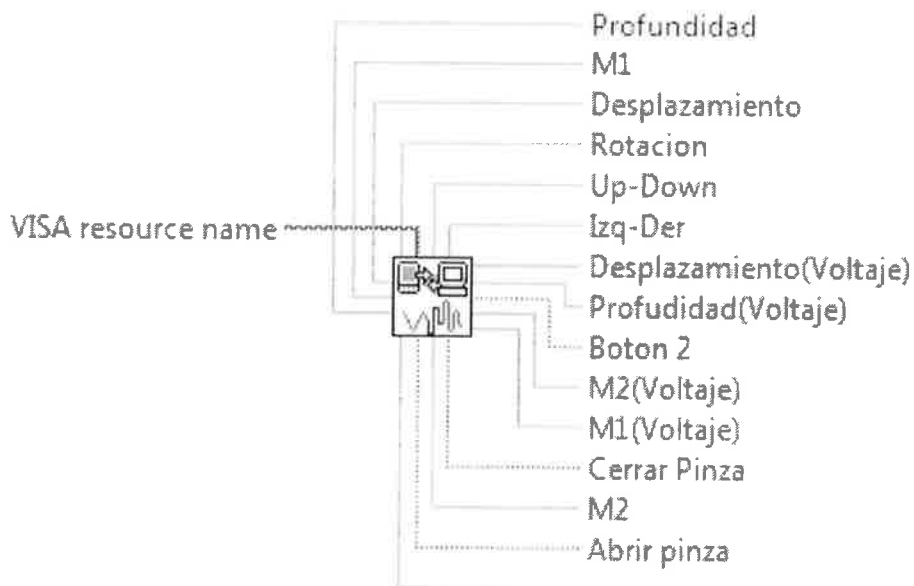 Profundidad
M1
Desplazamiento
Rotacion
Up-Down
VISA resource name
Izq-Der
Desplazamiento(Voltaje)
Profudidad(Voltaje)
Boton 2
M2(Voltaje)
M1(Voltaje)
Cerrar Pinza
M2
Abrir pinza